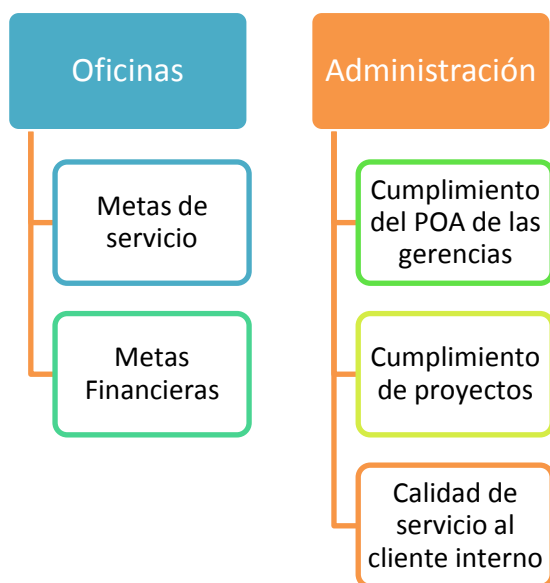 Oficinas
Metas de
servicio
Metas
Financieras
Administración
Cumplimiento
del POA de las
gerencias
Cumplimiento
de proyectos
Calidad de
servicio al
cliente interno